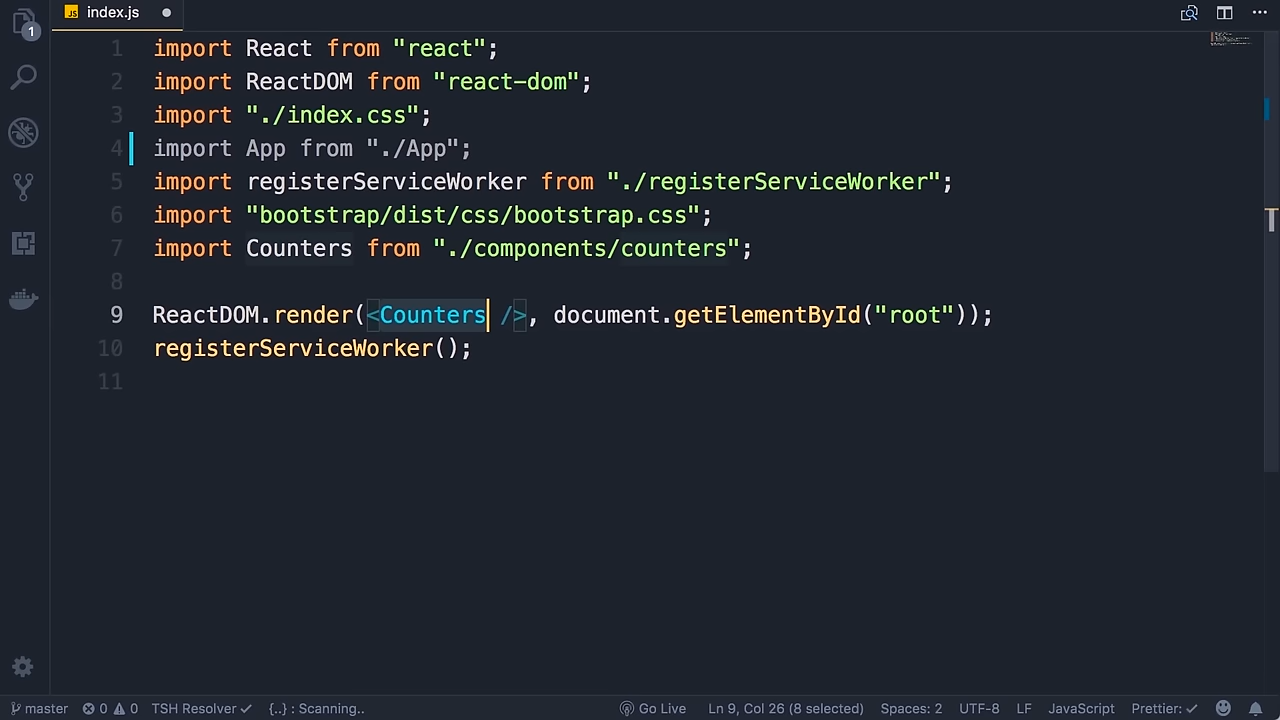 JS index.js
1
1 import React from "react";
2 import ReactDOM from "react-dom";
3 import "./index.css";
4 import App from "./App";
5 import registerServiceWorker from "./registerServiceWorker";
6 import "bootstrap/dist/css/bootstrap.css";
7 import Counters from "./components/counters";
8
9 ReactDOM.render(<Counters />, document.getElementById("root"));
10 registerServiceWorker();
11
master 0 0 TSH Resolver {..} : Scanning.. Go Live Ln 9, Col 26 (8 selected) Spaces: 2 UTF-8 LF JavaScript Prettier: